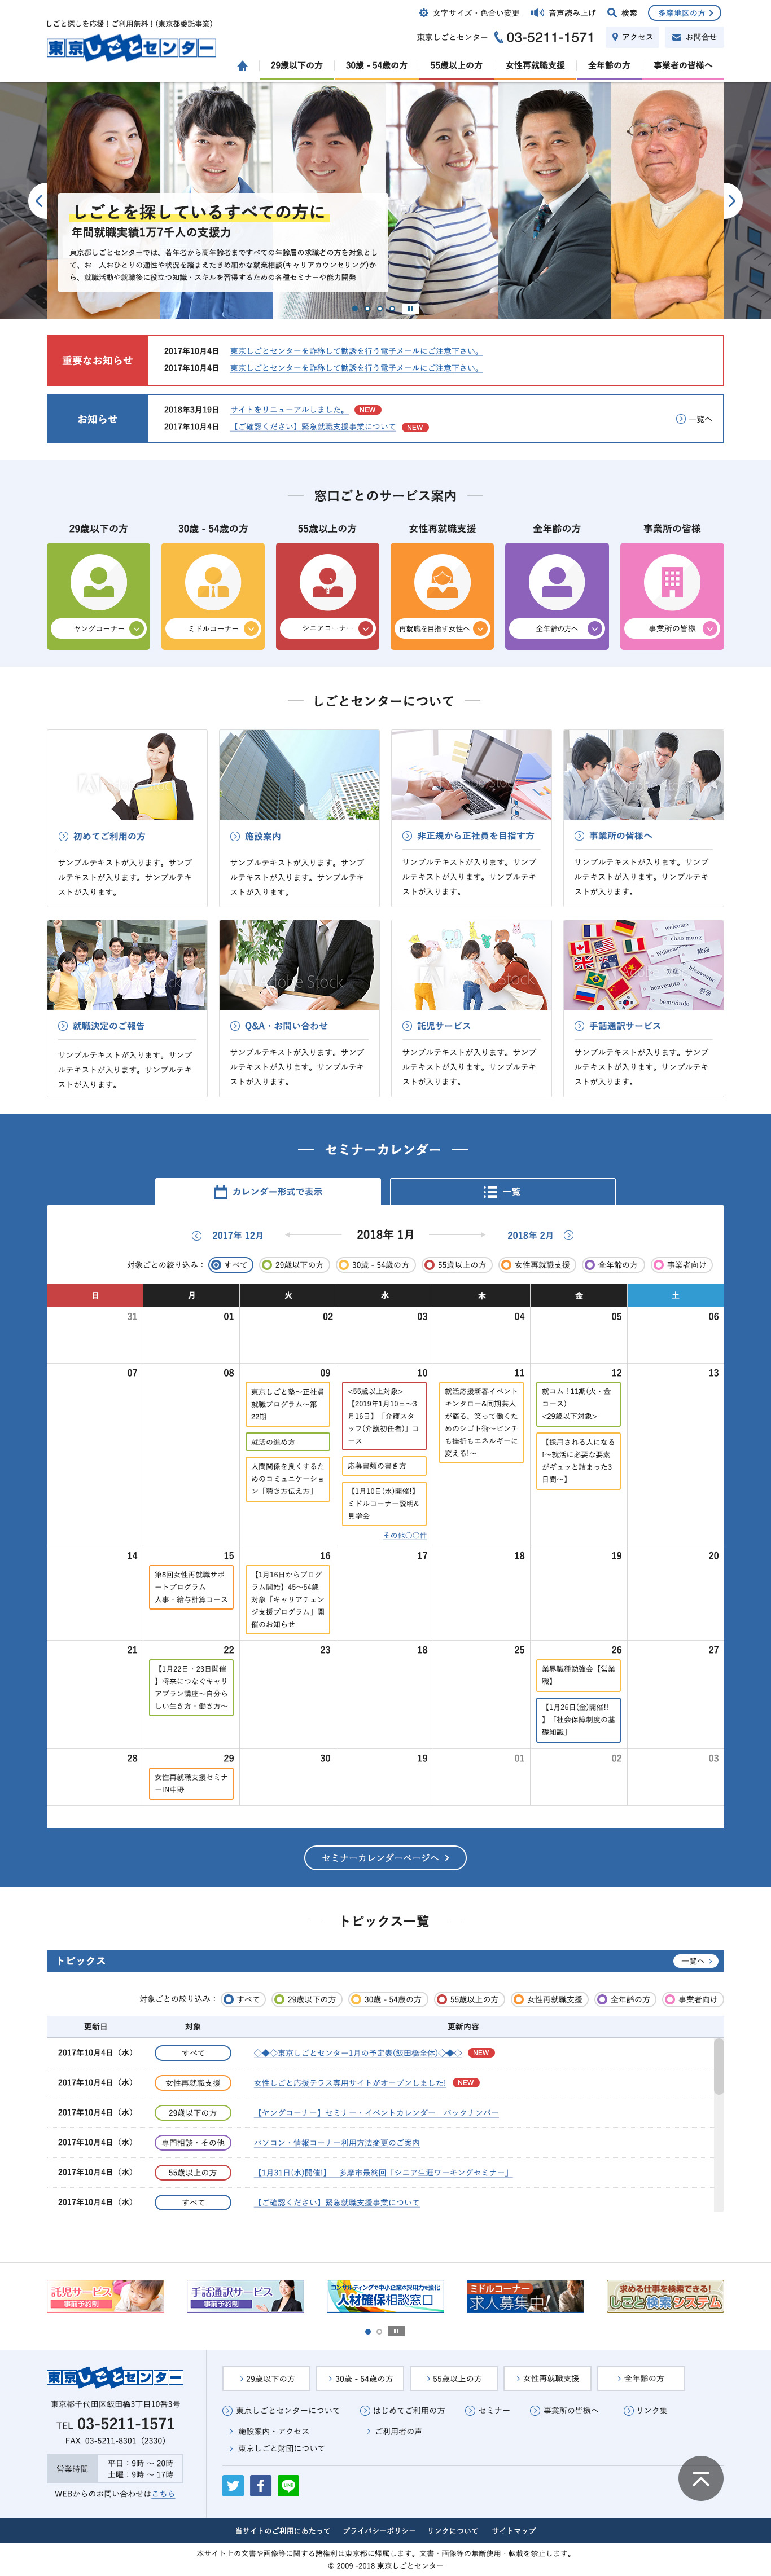 しごと探しを応援！ご利用無料！(東京都委託事業)
東京しごとセンター
文字サイズ・色合い変更
音声読み上げ
検索
多摩地区の方
東京しごとセンター 03-5211-1571
アクセス
お問合せ
29歳以下の方
30歳 - 54歳の方
55歳以上の方
女性再就職支援
全年齢の方
事業者の皆様へ
しごとを探しているすべての方に
年間就職実績1万7千人の支援力
東京都しごとセンターでは、若年者から高年齢者まですべての年齢層の求職者の方を対象とし
て、お一人おひとりの適性や状況を踏まえたきめ細かな就業相談(キャリアカウンセリング)か
ら、就職活動や就職後に役立つ知識・スキルを習得するための各種セミナーや能力開発
重要なお知らせ
2017年10月4日 東京しごとセンターを詐称して勧誘を行う電子メールにご注意下さい。
2017年10月4日 東京しごとセンターを詐称して勧誘を行う電子メールにご注意下さい。
お知らせ
2018年3月19日 サイトをリニューアルしました。 NEW
2017年10月4日 【ご確認ください】緊急就職支援事業について NEW
一覧へ
窓口ごとのサービス案内
29歳以下の方
30歳 - 54歳の方
55歳以上の方
女性再就職支援
全年齢の方
事業所の皆様
ヤングコーナー
ミドルコーナー
シニアコーナー
再就職を目指す女性へ
全年齢の方へ
事業所の皆様
しごとセンターについて
初めてご利用の方
サンプルテキストが入ります。サンプ
ルテキストが入ります。サンプルテキ
ストが入ります。
施設案内
サンプルテキストが入ります。サンプ
ルテキストが入ります。サンプルテキ
ストが入ります。
非正規から正社員を目指す方
サンプルテキストが入ります。サンプ
ルテキストが入ります。サンプルテキ
ストが入ります。
事業所の皆様へ
サンプルテキストが入ります。サンプ
ルテキストが入ります。サンプルテキ
ストが入ります。
Adobe Stock
welcome
chao mung
歓迎
Willkommen
bienvenue
benvenuto
bem-vindo
환영
就職決定のご報告
サンプルテキストが入ります。サンプ
ルテキストが入ります。サンプルテキ
ストが入ります。
Q&A・お問い合わせ
サンプルテキストが入ります。サンプ
ルテキストが入ります。サンプルテキ
ストが入ります。
託児サービス
サンプルテキストが入ります。サンプ
ルテキストが入ります。サンプルテキ
ストが入ります。
手話通訳サービス
サンプルテキストが入ります。サンプ
ルテキストが入ります。サンプルテキ
ストが入ります。
セミナーカレンダー
カレンダー形式で表示
一覧
2017年 12月
2018年 1月
2018年 2月
対象ごとの絞り込み： すべて 29歳以下の方 30歳 - 54歳の方 55歳以上の方 女性再就職支援 全年齢の方 事業者向け
日 月 火 水 木 金 土
31 01 02 03 04 05 06
07 08 09 10 11 12 13
東京しごと塾～正社員
就職プログラム～第
22期
就活の進め方
人間関係を良くするた
めのコミュニケーショ
ン「聴き方伝え方」
<55歳以上対象>
【2019年1月10日～3
月16日】「介護スタ
ッフ(介護初任者)」コ
ース
応募書類の書き方
【1月10日(水)開催!】
ミドルコーナー説明&
見学会
その他〇〇件
就活応援新春イベント
キンタロー&同期芸人
が語る、笑って働くた
めのシゴト術～ピンチ
も挫折もエネルギーに
変える!～
就コム！11期(火・金
コース）
<29歳以下対象>
【採用される人になる
!～就活に必要な要素
がギュッと詰まった3
日間～】
14 15 16 17 18 19 20
第8回女性再就職サポ
ートプログラム
人事・給与計算コース
【1月16日からプログ
ラム開始】45～54歳
対象「キャリアチェン
ジ支援プログラム」開
催のお知らせ
21 22 23 18 25 26 27
【1月22日・23日開催
】将来につなぐキャリ
アプラン講座～自分ら
しい生き方・働き方～
業界職種勉強会【営業
職】
【1月26日(金)開催!!
】「社会保障制度の基
礎知識」
28 29 30 19 01 02 03
女性再就職支援セミナ
ーIN中野
セミナーカレンダーページへ
トピックス一覧
トピックス
一覧へ
対象ごとの絞り込み： すべて 29歳以下の方 30歳 - 54歳の方 55歳以上の方 女性再就職支援 全年齢の方 事業者向け
更新日 対象 更新内容
2017年10月4日（水） すべて ◇◆◇東京しごとセンター1月の予定表(飯田橋全体)◇◆◇ NEW
2017年10月4日（水） 女性再就職支援 女性しごと応援テラス専用サイトがオープンしました! NEW
2017年10月4日（水） 29歳以下の方 【ヤングコーナー】セミナー・イベントカレンダー　バックナンバー
2017年10月4日（水） 専門相談・その他 パソコン・情報コーナー利用方法変更のご案内
2017年10月4日（水） 55歳以上の方 【1月31日(水)開催!】　多摩市最終回「シニア生涯ワーキングセミナー」
2017年10月4日（水） すべて 【ご確認ください】緊急就職支援事業について
託児サービス
事前予約制
手話通訳サービス
事前予約制
コンサルティングで中小企業の採用力を強化
人材確保相談窓口
ミドルコーナー
求人募集中!
求める仕事を検索できる!
しごと検索システム
東京しごとセンター
東京都千代田区飯田橋3丁目10番3号
TEL 03-5211-1571
FAX 03-5211-8301（2330）
営業時間
平日：9時 ～ 20時
土曜：9時 ～ 17時
WEBからのお問い合わせはこちら
29歳以下の方
30歳 - 54歳の方
55歳以上の方
女性再就職支援
全年齢の方
東京しごとセンターについて
はじめてご利用の方
セミナー
事業所の皆様へ
リンク集
施設案内・アクセス
ご利用者の声
東京しごと財団について
LINE
当サイトのご利用にあたって
プライバシーポリシー
リンクについて
サイトマップ
本サイト上の文書や画像等に関する諸権利は東京都に帰属します。文書・画像等の無断使用・転載を禁止します。
© 2009 -2018 東京しごとセンター